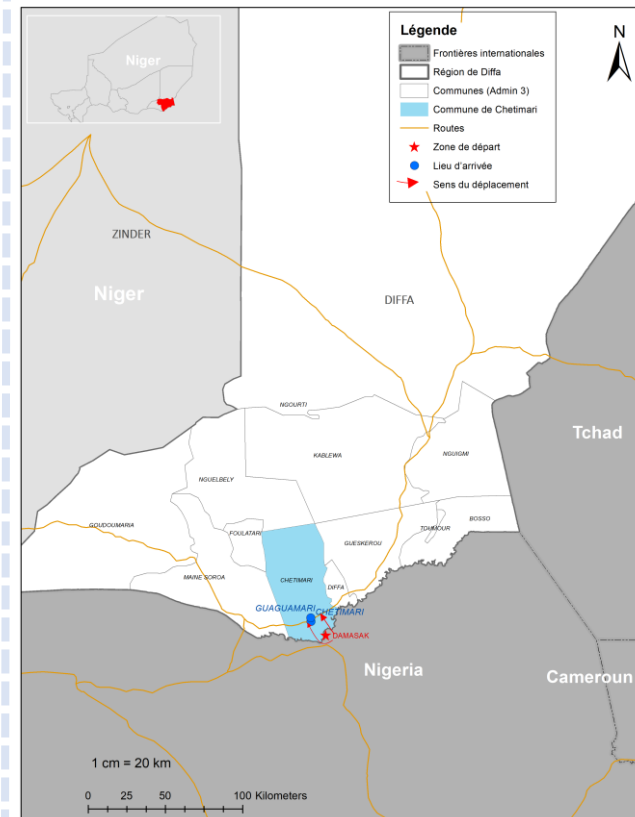 Niger
Légende
Frontières internationales
Région de Diffa
Communes (Admin 3)
Commune de Chetimari
Routes
Zone de départ
Lieu d'arrivée
Sens du déplacement
N
ZINDER
Niger
DIFFA
Tchad
NGOURTI
KABLEWA
NGUIGMI
NGUELBELY
GOUDOUMARIA
FOULATARI
GUESKEROU
TOUMOUR
BOSSO
MAINE SOROA
CHETIMARI
DIFFA
GUAGUAMARI
CHETIMARI
DAMASAK
Nigeria
Cameroun
1 cm = 20 km
0 25 50 100 Kilometers